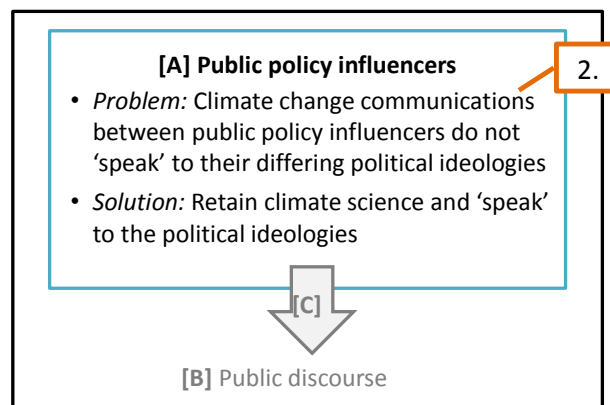 [A] Public policy influencers
2.
• Problem: Climate change communications
between public policy influencers do not
‘speak’ to their differing political ideologies
• Solution: Retain climate science and ‘speak’
to the political ideologies
[C]
[B] Public discourse